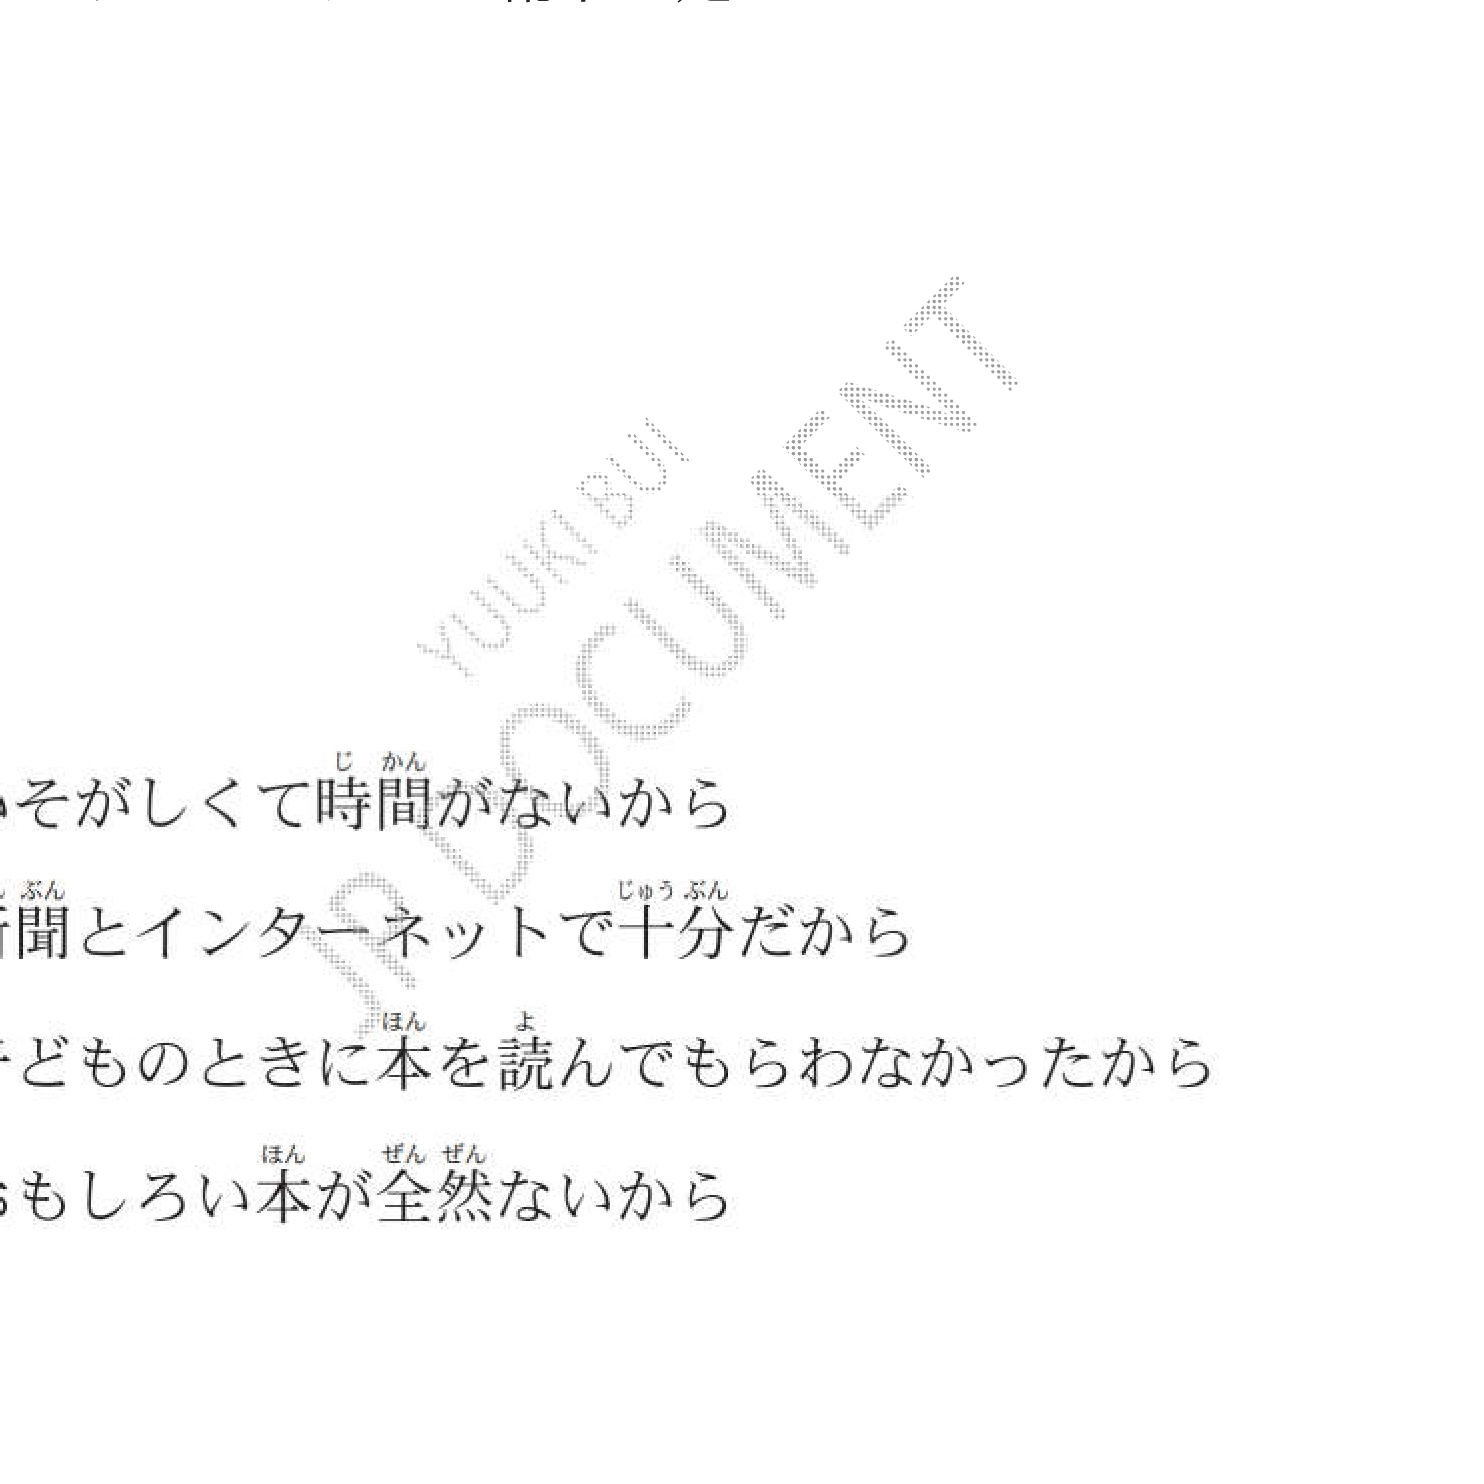 YUUKI BUI
JP DOCUMENT
そがしくて時間がないから
聞とインターネットで十分だから
どものときに本を読んでもらわなかったから
もしろい本が全然ないから